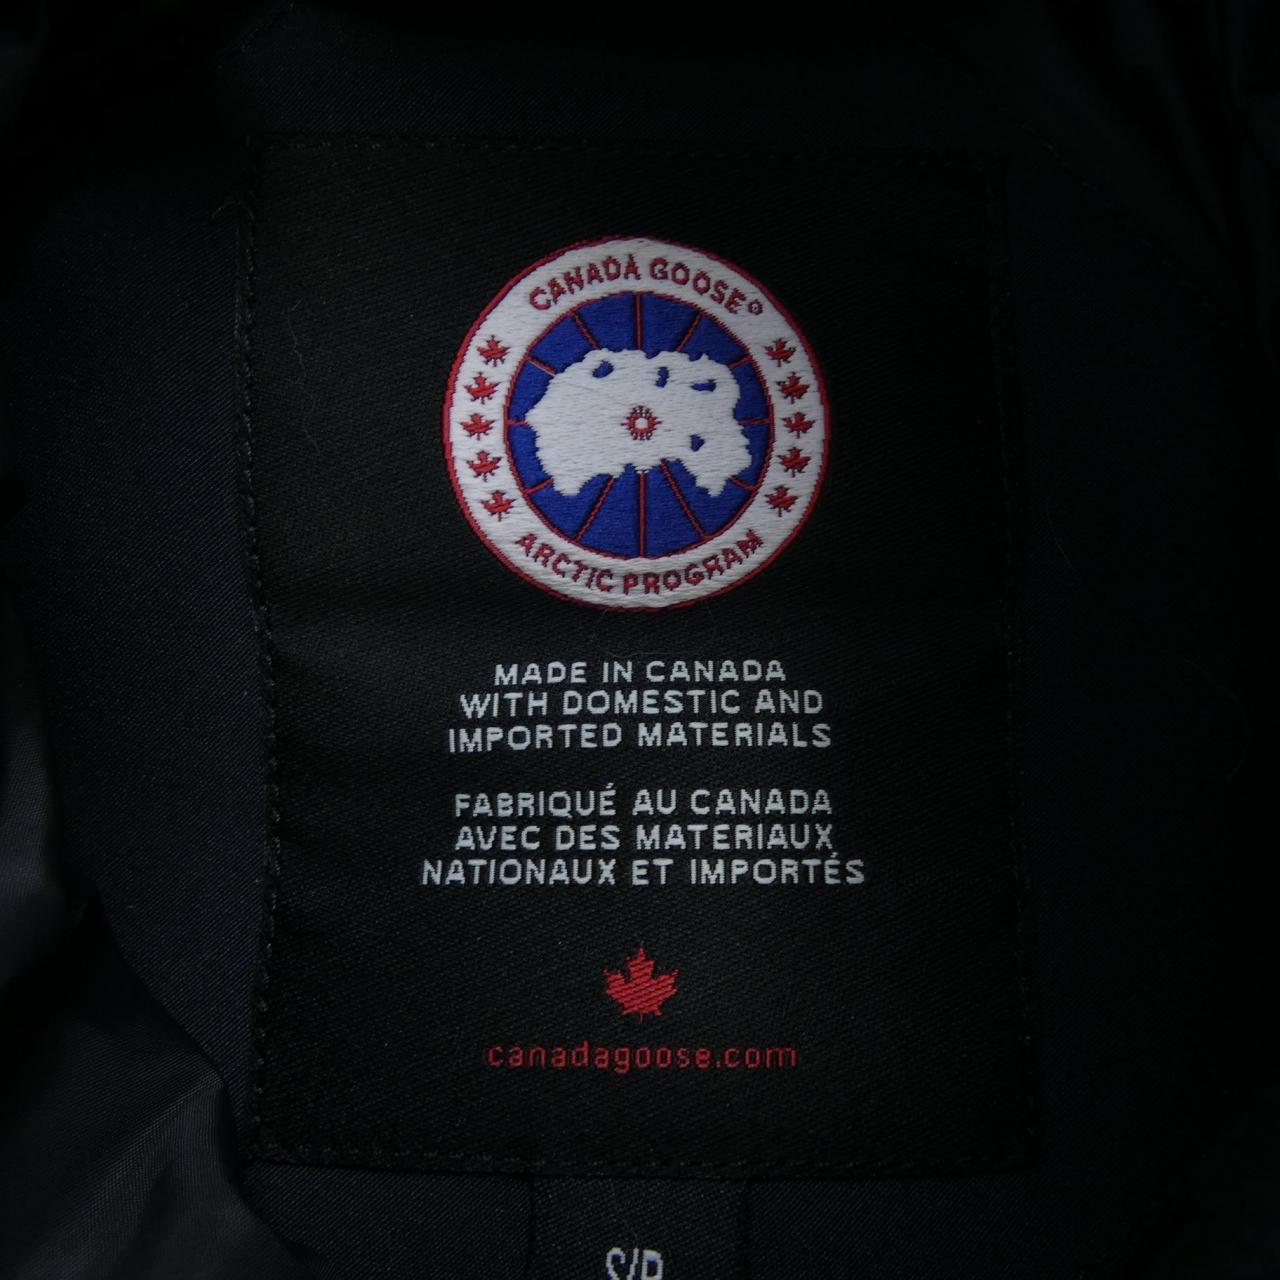 CANADA GOOSE®
ARCTIC PROGRAM
MADE IN CANADA
WITH DOMESTIC AND
IMPORTED MATERIALS
FABRIQUÉ AU CANADA
AVEC DES MATERIAUX
NATIONAUX ET IMPORTÉS
canadagoose.com
S/P